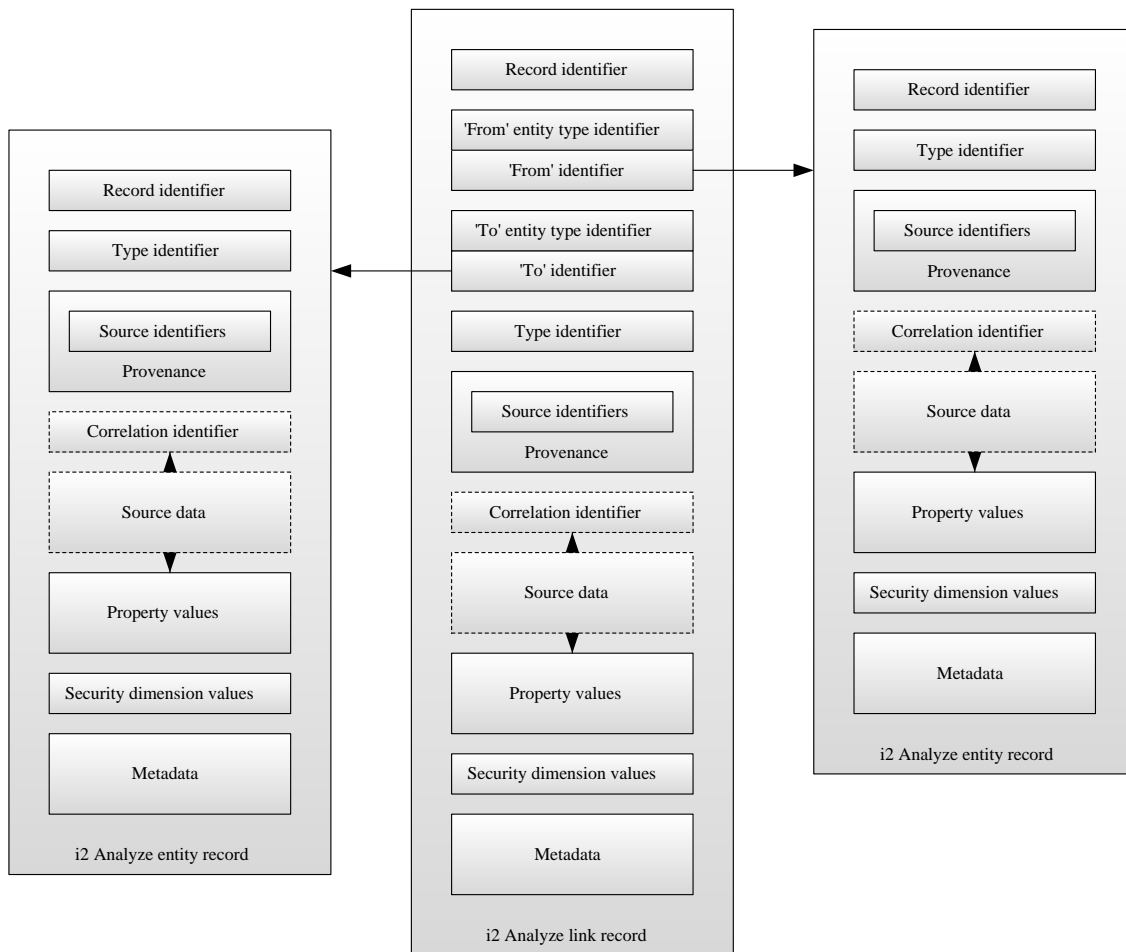 Record identifier
Type identifier
Source identifiers
Provenance
Correlation identifier
Source data
Property values
Security dimension values
Metadata
i2 Analyze entity record
Record identifier
'From' entity type identifier
'From' identifier
'To' entity type identifier
'To' identifier
Type identifier
Source identifiers
Provenance
Correlation identifier
Source data
Property values
Security dimension values
Metadata
i2 Analyze link record
Record identifier
Type identifier
Source identifiers
Provenance
Correlation identifier
Source data
Property values
Security dimension values
Metadata
i2 Analyze entity record